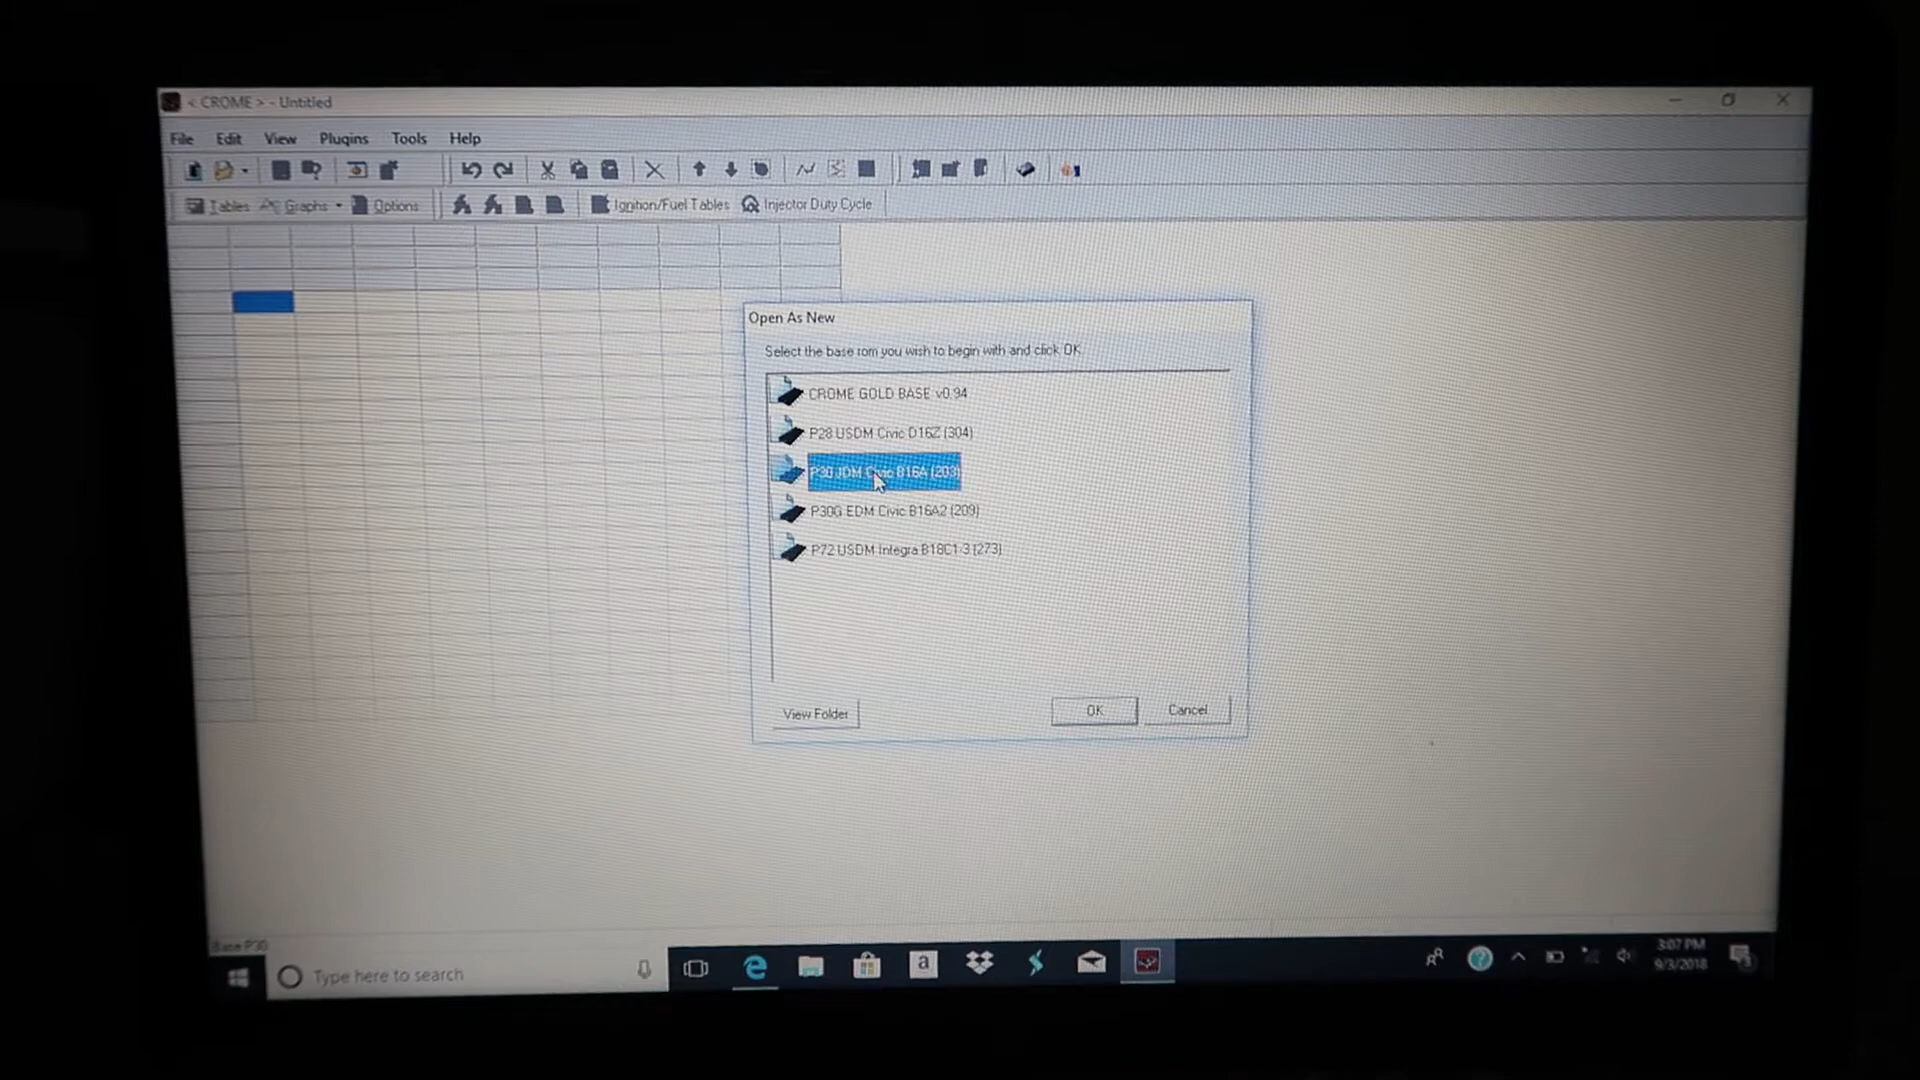 < CROME > - Untitled
File Edit View Plugins Tools Help
Tables Graphs Options Ignition/Fuel Tables Injector Duty Cycle
Open As New
Select the base rom you wish to begin with and click OK
CROME GOLD BASE v0.94
P28 USDM Civic D16Z (304)
P30 JDM Civic B16A (203)
P30G EDM Civic B16A2 (209)
P72 USDM Integra B18C1-3 (273)
View Folder OK Cancel
Base P30
Type here to search
a
3:07 PM
9/3/2018